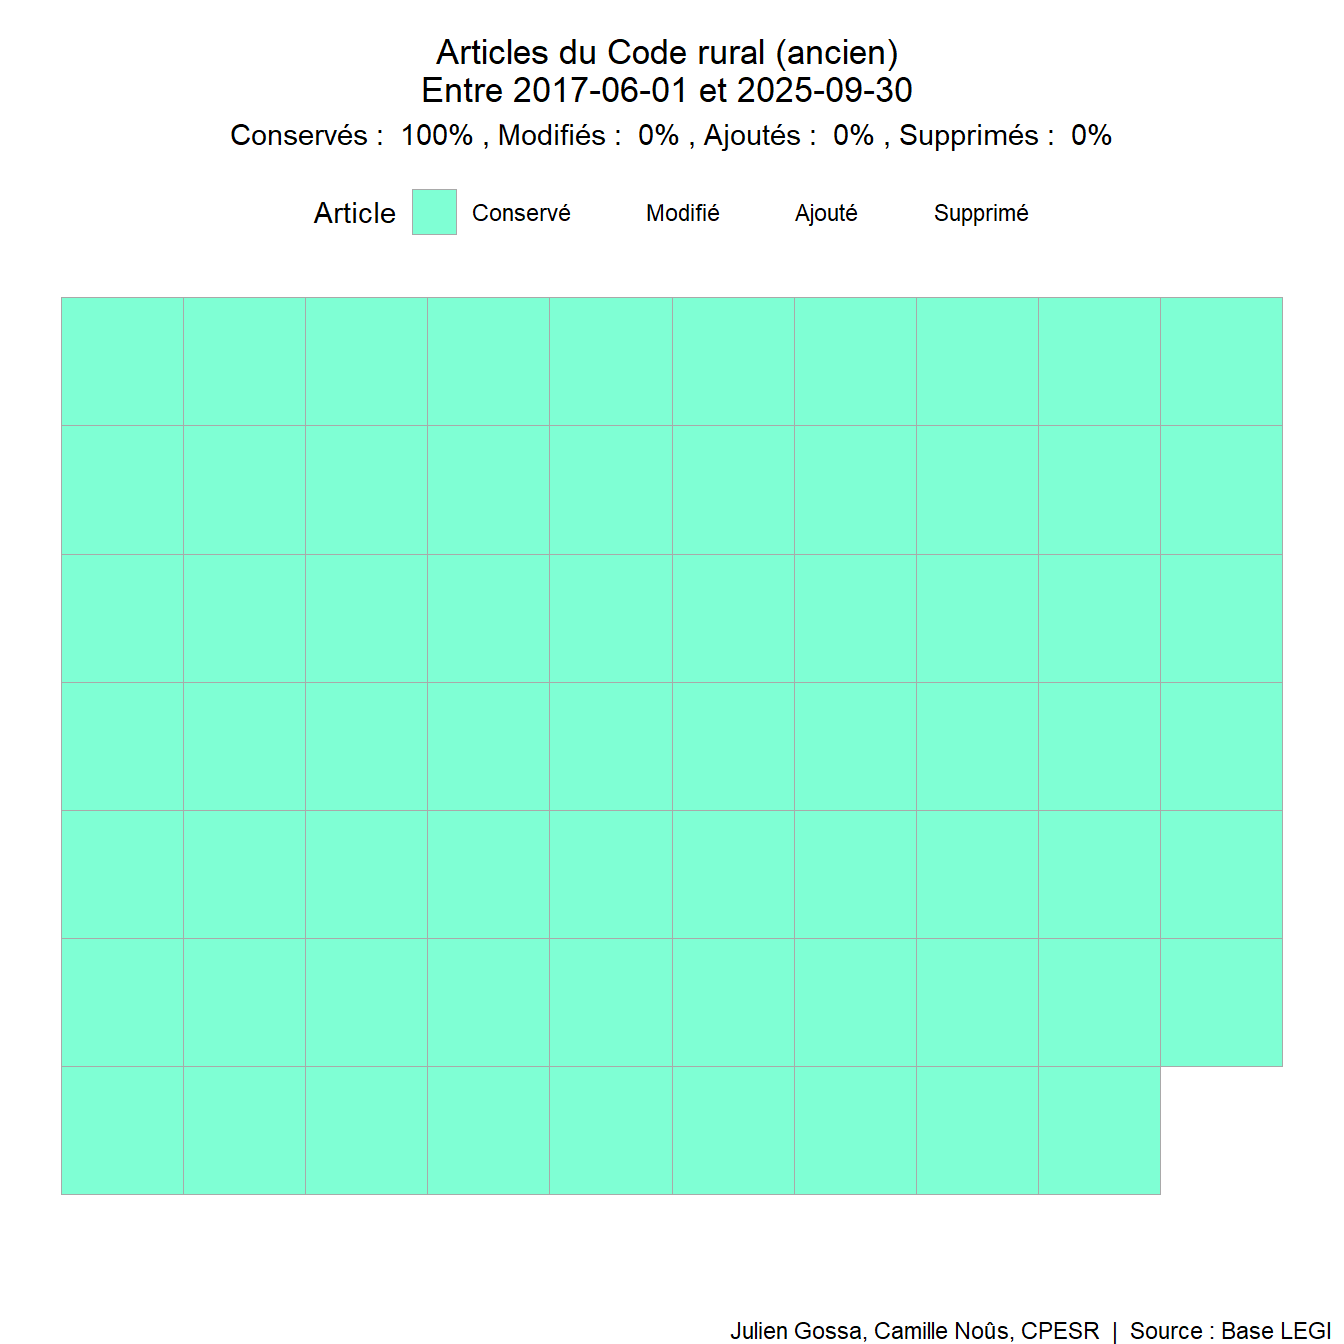 Articles du Code rural (ancien)
Entre 2017-06-01 et 2025-09-30
Conservés :  100% , Modifiés :  0% , Ajoutés :  0% , Supprimés :  0%
Article Conservé Modifié Ajouté Supprimé
Julien Gossa, Camille Noûs, CPESR  |  Source : Base LEGI